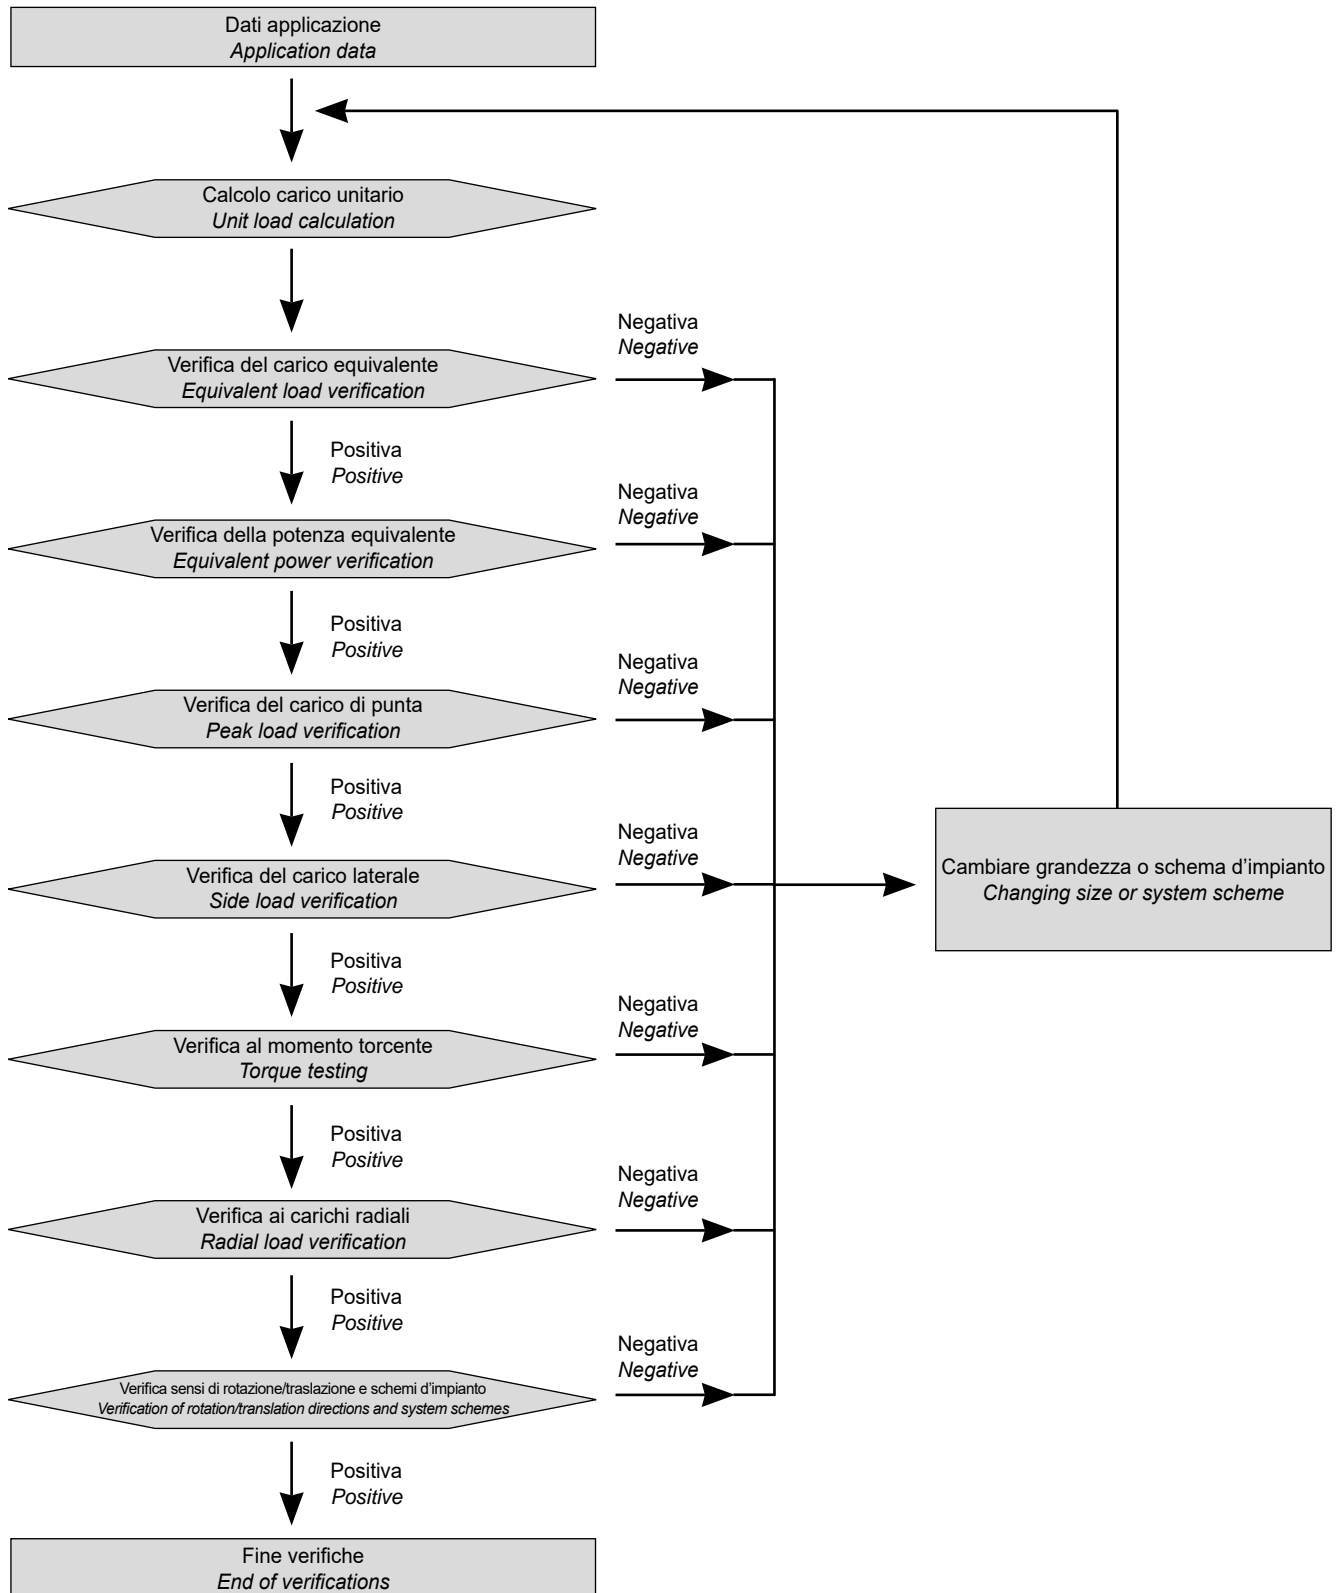 Dati applicazione
Application data
Calcolo carico unitario
Unit load calculation
Negativa
Negative
Verifica del carico equivalente
Equivalent load verification
Positiva
Positive
Negativa
Negative
Verifica della potenza equivalente
Equivalent power verification
Positiva
Positive
Negativa
Negative
Verifica del carico di punta
Peak load verification
Positiva
Positive
Negativa
Negative
Verifica del carico laterale
Side load verification
Cambiare grandezza o schema d’impianto
Changing size or system scheme
Positiva
Positive
Negativa
Negative
Verifica al momento torcente
Torque testing
Positiva
Positive
Negativa
Negative
Verifica ai carichi radiali
Radial load verification
Positiva
Positive
Negativa
Negative
Verifica sensi di rotazione/traslazione e schemi d’impianto
Verification of rotation/translation directions and system schemes
Positiva
Positive
Fine verifiche
End of verifications